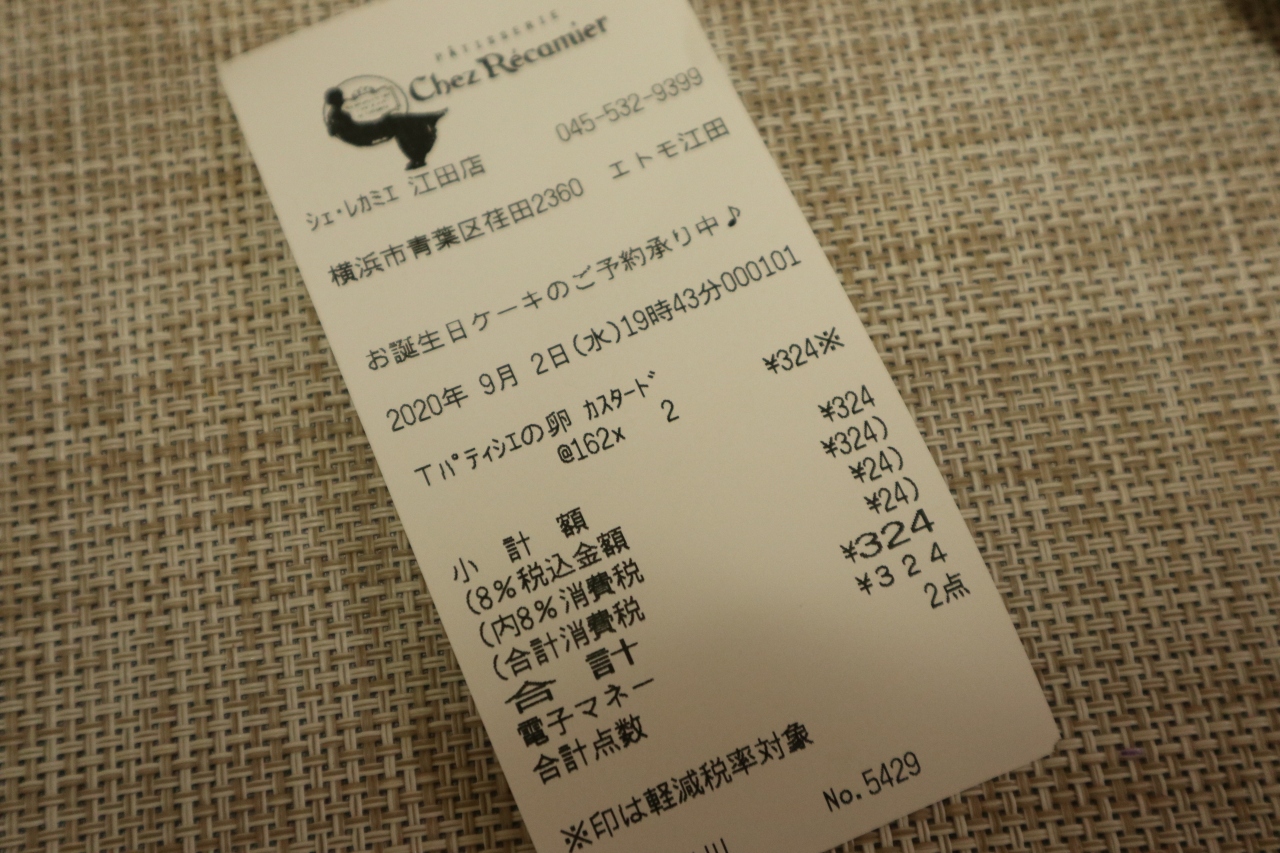 PÂTISSERIE
Chez Récamier
045-532-9399
シェ・レカミエ 江田店
横浜市青葉区荏田2360 エトモ江田
お誕生日ケーキのご予約承り中♪
2020年 9月 2日(水)19時43分000101
Tパティシエの卵 カスタード ¥324※
@162x 2
小計額 ¥324
(8%税込金額 ¥324)
(内8%消費税 ¥24)
(合計消費税 ¥24)
合計 ¥324
電子マネー ¥324
合計点数 2点
※印は軽減税率対象
No.5429